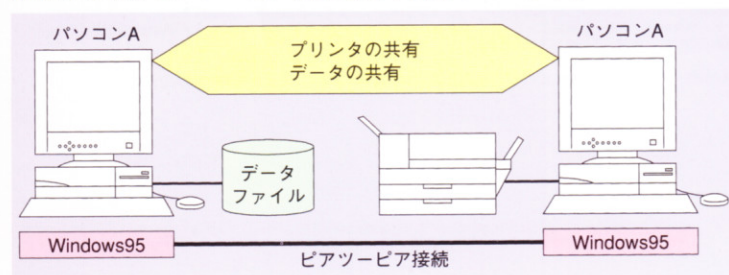 パソコンA
パソコンA
プリンタの共有
データの共有
データ
ファイル
Windows95
Windows95
ピアツーピア接続